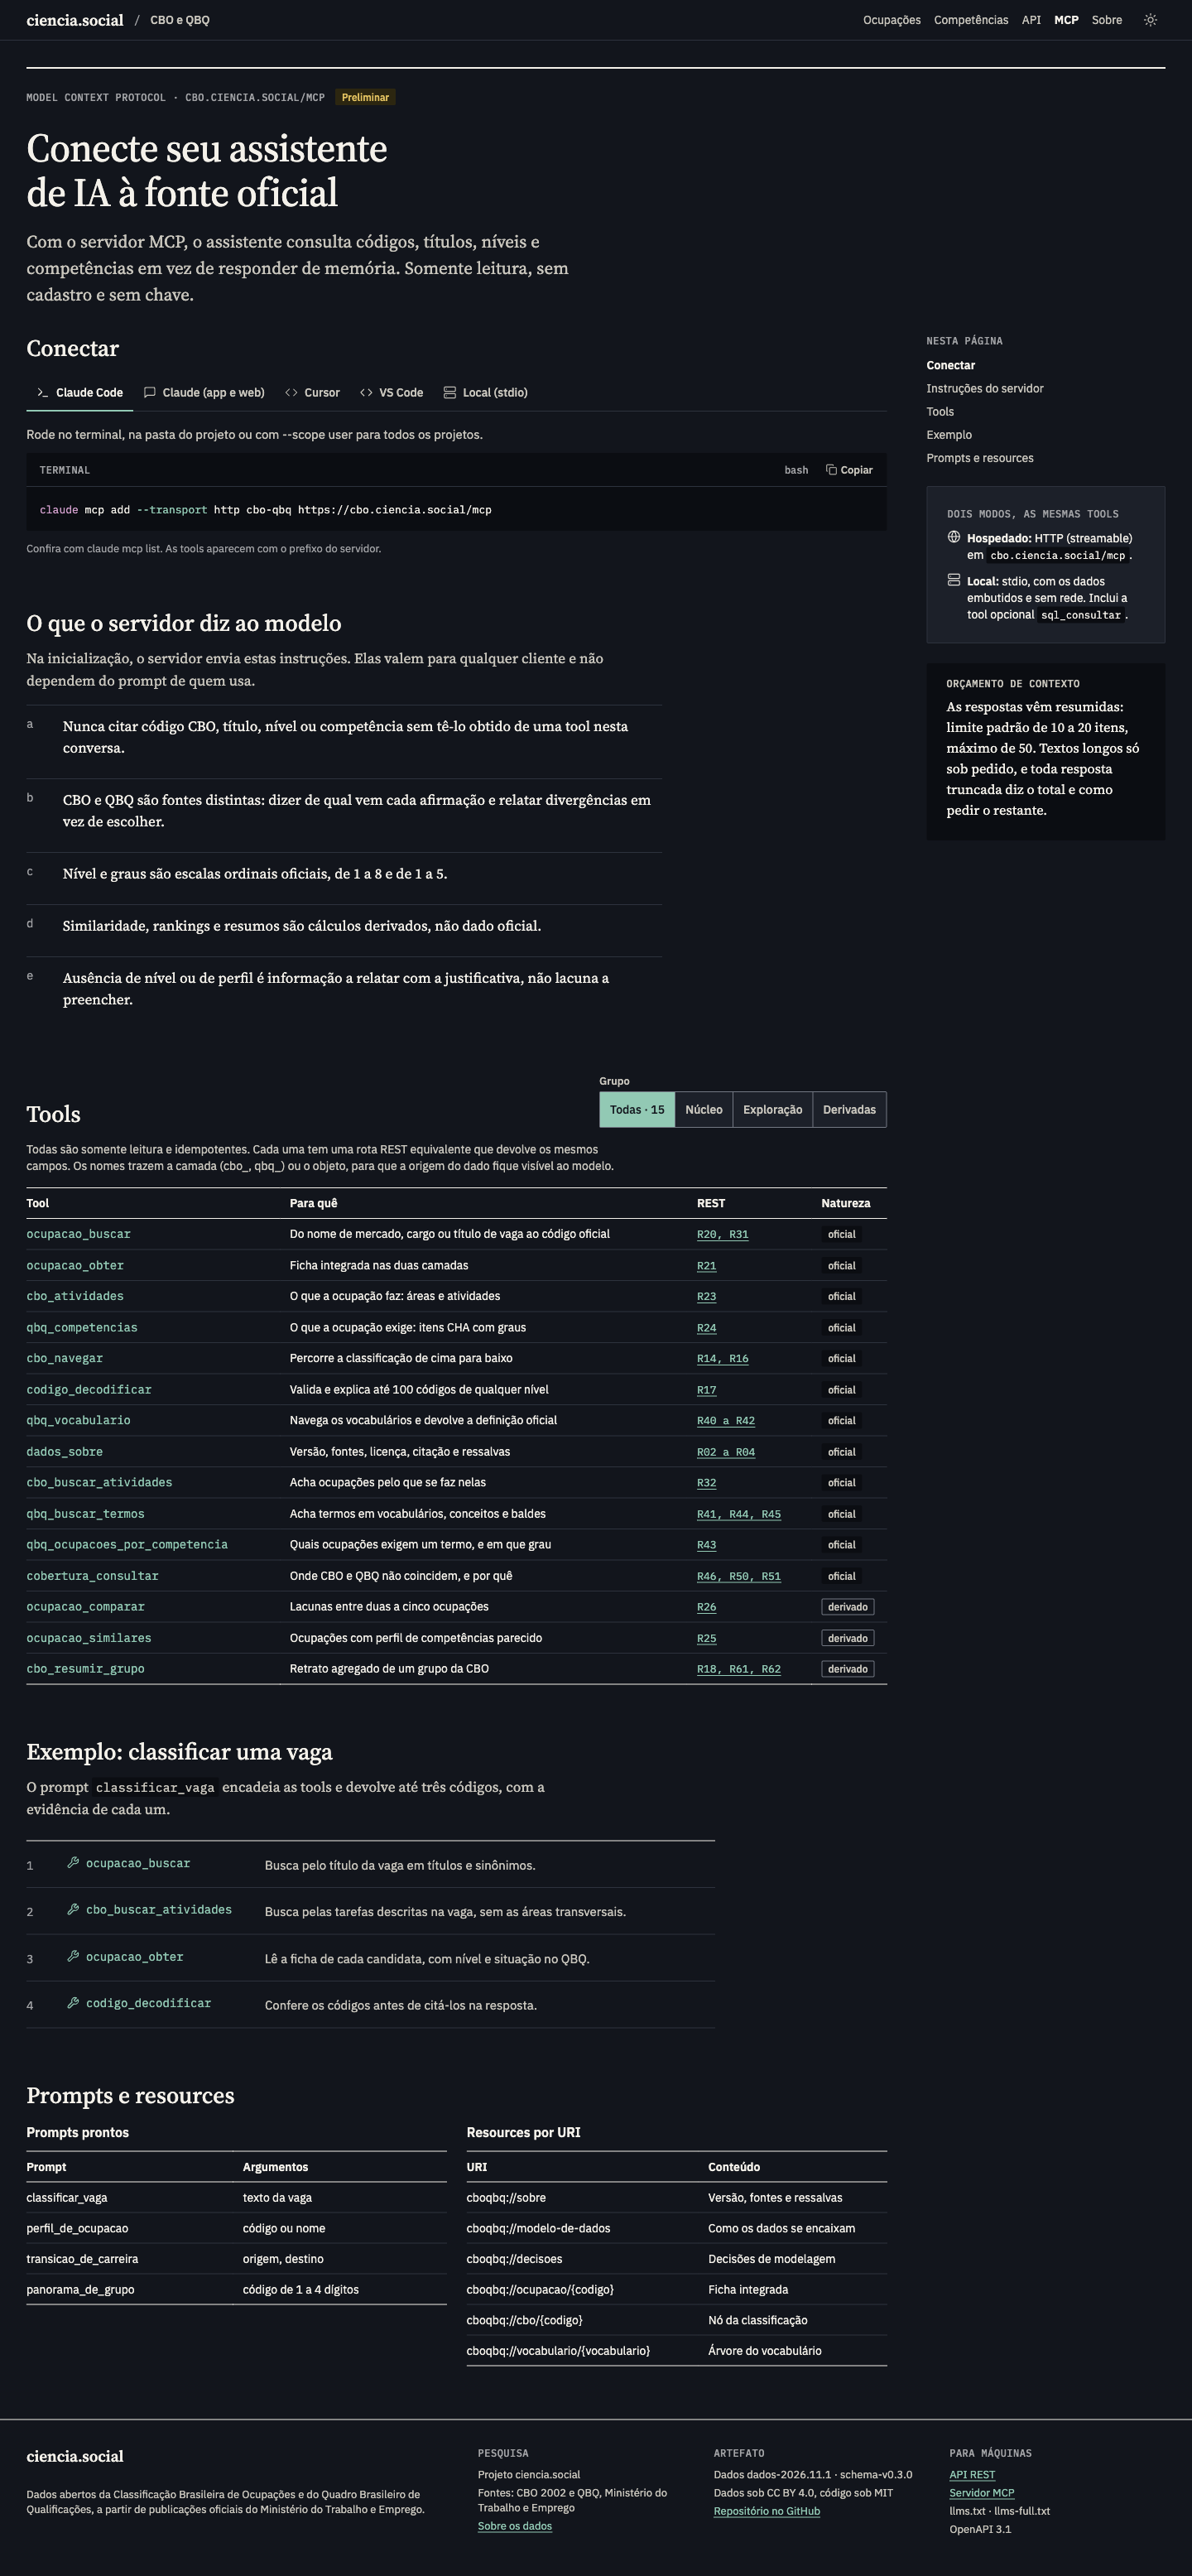 ciencia.social / CBO e QBQ
Ocupações Competências API MCP Sobre
MODEL CONTEXT PROTOCOL · CBO.CIENCIA.SOCIAL/MCP Preliminar
Conecte seu assistente
de IA à fonte oficial
Com o servidor MCP, o assistente consulta códigos, títulos, níveis e
competências em vez de responder de memória. Somente leitura, sem
cadastro e sem chave.
Conectar
Claude Code Claude (app e web) Cursor VS Code Local (stdio)
Rode no terminal, na pasta do projeto ou com --scope user para todos os projetos.
TERMINAL bash Copiar
claude mcp add --transport http cbo-qbq https://cbo.ciencia.social/mcp
Confira com claude mcp list. As tools aparecem com o prefixo do servidor.
NESTA PÁGINA
Conectar
Instruções do servidor
Tools
Exemplo
Prompts e resources
DOIS MODOS, AS MESMAS TOOLS
Hospedado: HTTP (streamable)
em cbo.ciencia.social/mcp.
Local: stdio, com os dados
embutidos e sem rede. Inclui a
tool opcional sql_consultar.
ORÇAMENTO DE CONTEXTO
As respostas vêm resumidas:
limite padrão de 10 a 20 itens,
máximo de 50. Textos longos só
sob pedido, e toda resposta
truncada diz o total e como
pedir o restante.
O que o servidor diz ao modelo
Na inicialização, o servidor envia estas instruções. Elas valem para qualquer cliente e não
dependem do prompt de quem usa.
a Nunca citar código CBO, título, nível ou competência sem tê-lo obtido de uma tool nesta
conversa.
b CBO e QBQ são fontes distintas: dizer de qual vem cada afirmação e relatar divergências em
vez de escolher.
c Nível e graus são escalas ordinais oficiais, de 1 a 8 e de 1 a 5.
d Similaridade, rankings e resumos são cálculos derivados, não dado oficial.
e Ausência de nível ou de perfil é informação a relatar com a justificativa, não lacuna a
preencher.
Tools
Grupo
Todas · 15 Núcleo Exploração Derivadas
Todas são somente leitura e idempotentes. Cada uma tem uma rota REST equivalente que devolve os mesmos
campos. Os nomes trazem a camada (cbo_, qbq_) ou o objeto, para que a origem do dado fique visível ao modelo.
Tool Para quê REST Natureza
ocupacao_buscar Do nome de mercado, cargo ou título de vaga ao código oficial R20, R31 oficial
ocupacao_obter Ficha integrada nas duas camadas R21 oficial
cbo_atividades O que a ocupação faz: áreas e atividades R23 oficial
qbq_competencias O que a ocupação exige: itens CHA com graus R24 oficial
cbo_navegar Percorre a classificação de cima para baixo R14, R16 oficial
codigo_decodificar Valida e explica até 100 códigos de qualquer nível R17 oficial
qbq_vocabulario Navega os vocabulários e devolve a definição oficial R40 a R42 oficial
dados_sobre Versão, fontes, licença, citação e ressalvas R02 a R04 oficial
cbo_buscar_atividades Acha ocupações pelo que se faz nelas R32 oficial
qbq_buscar_termos Acha termos em vocabulários, conceitos e baldes R41, R44, R45 oficial
qbq_ocupacoes_por_competencia Quais ocupações exigem um termo, e em que grau R43 oficial
cobertura_consultar Onde CBO e QBQ não coincidem, e por quê R46, R50, R51 oficial
ocupacao_comparar Lacunas entre duas a cinco ocupações R26 derivado
ocupacao_similares Ocupações com perfil de competências parecido R25 derivado
cbo_resumir_grupo Retrato agregado de um grupo da CBO R18, R61, R62 derivado
Exemplo: classificar uma vaga
O prompt classificar_vaga encadeia as tools e devolve até três códigos, com a
evidência de cada um.
1 ocupacao_buscar Busca pelo título da vaga em títulos e sinônimos.
2 cbo_buscar_atividades Busca pelas tarefas descritas na vaga, sem as áreas transversais.
3 ocupacao_obter Lê a ficha de cada candidata, com nível e situação no QBQ.
4 codigo_decodificar Confere os códigos antes de citá-los na resposta.
Prompts e resources
Prompts prontos
Prompt Argumentos
classificar_vaga texto da vaga
perfil_de_ocupacao código ou nome
transicao_de_carreira origem, destino
panorama_de_grupo código de 1 a 4 dígitos
Resources por URI
URI Conteúdo
cboqbq://sobre Versão, fontes e ressalvas
cboqbq://modelo-de-dados Como os dados se encaixam
cboqbq://decisoes Decisões de modelagem
cboqbq://ocupacao/{codigo} Ficha integrada
cboqbq://cbo/{codigo} Nó da classificação
cboqbq://vocabulario/{vocabulario} Árvore do vocabulário
ciencia.social
Dados abertos da Classificação Brasileira de Ocupações e do Quadro Brasileiro de
Qualificações, a partir de publicações oficiais do Ministério do Trabalho e Emprego.
PESQUISA
Projeto ciencia.social
Fontes: CBO 2002 e QBQ, Ministério do
Trabalho e Emprego
Sobre os dados
ARTEFATO
Dados dados-2026.11.1 · schema-v0.3.0
Dados sob CC BY 4.0, código sob MIT
Repositório no GitHub
PARA MÁQUINAS
API REST
Servidor MCP
llms.txt · llms-full.txt
OpenAPI 3.1